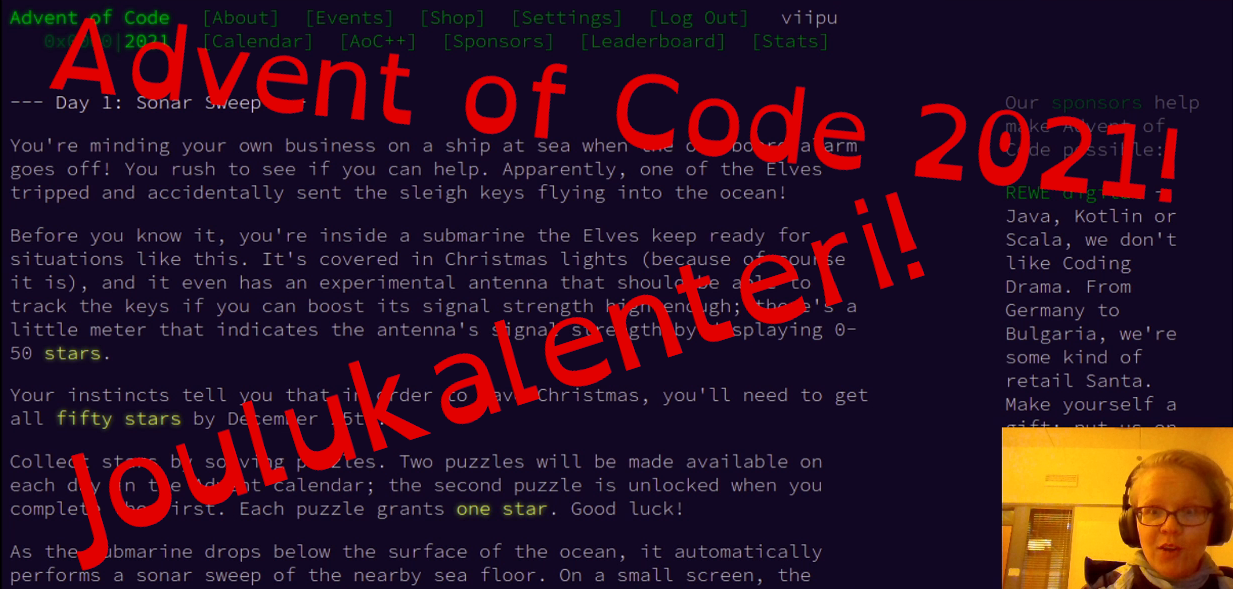 Advent of Code [About] [Events] [Shop] [Settings] [Log Out] viipu
2021 [Calendar] [AoC++] [Sponsors] [Leaderboard] [Stats]
Advent of Code 2021!
Joulukalenteri!
--- Day 1: Sonar Sweep
You're minding your own business on a ship at sea when the overboard alarm
goes off! You rush to see if you can help. Apparently, one of the Elves
tripped and accidentally sent the sleigh keys flying into the ocean!
Before you know it, you're inside a submarine the Elves keep ready for
situations like this. It's covered in Christmas lights (because of course
it is), and it even has an experimental antenna that should be able to
track the keys if you can boost its signal strength high enough; there's a
little meter that indicates the antenna's signal strength by displaying 0-
50 stars.
Your instincts tell you that in order to save Christmas, you'll need to get
all fifty stars by December 25th.
Collect stars by solving puzzles. Two puzzles will be made available on
each day in the Advent calendar; the second puzzle is unlocked when you
complete the first. Each puzzle grants one star. Good luck!
As the submarine drops below the surface of the ocean, it automatically
performs a sonar sweep of the nearby sea floor. On a small screen, the
Our sponsors help
make Advent of
Code possible:
REWE digital -
Java, Kotlin or
Scala, we don't
like Coding
Drama. From
Germany to
Bulgaria, we're
some kind of
retail Santa.
Make yourself a
gift: put us on